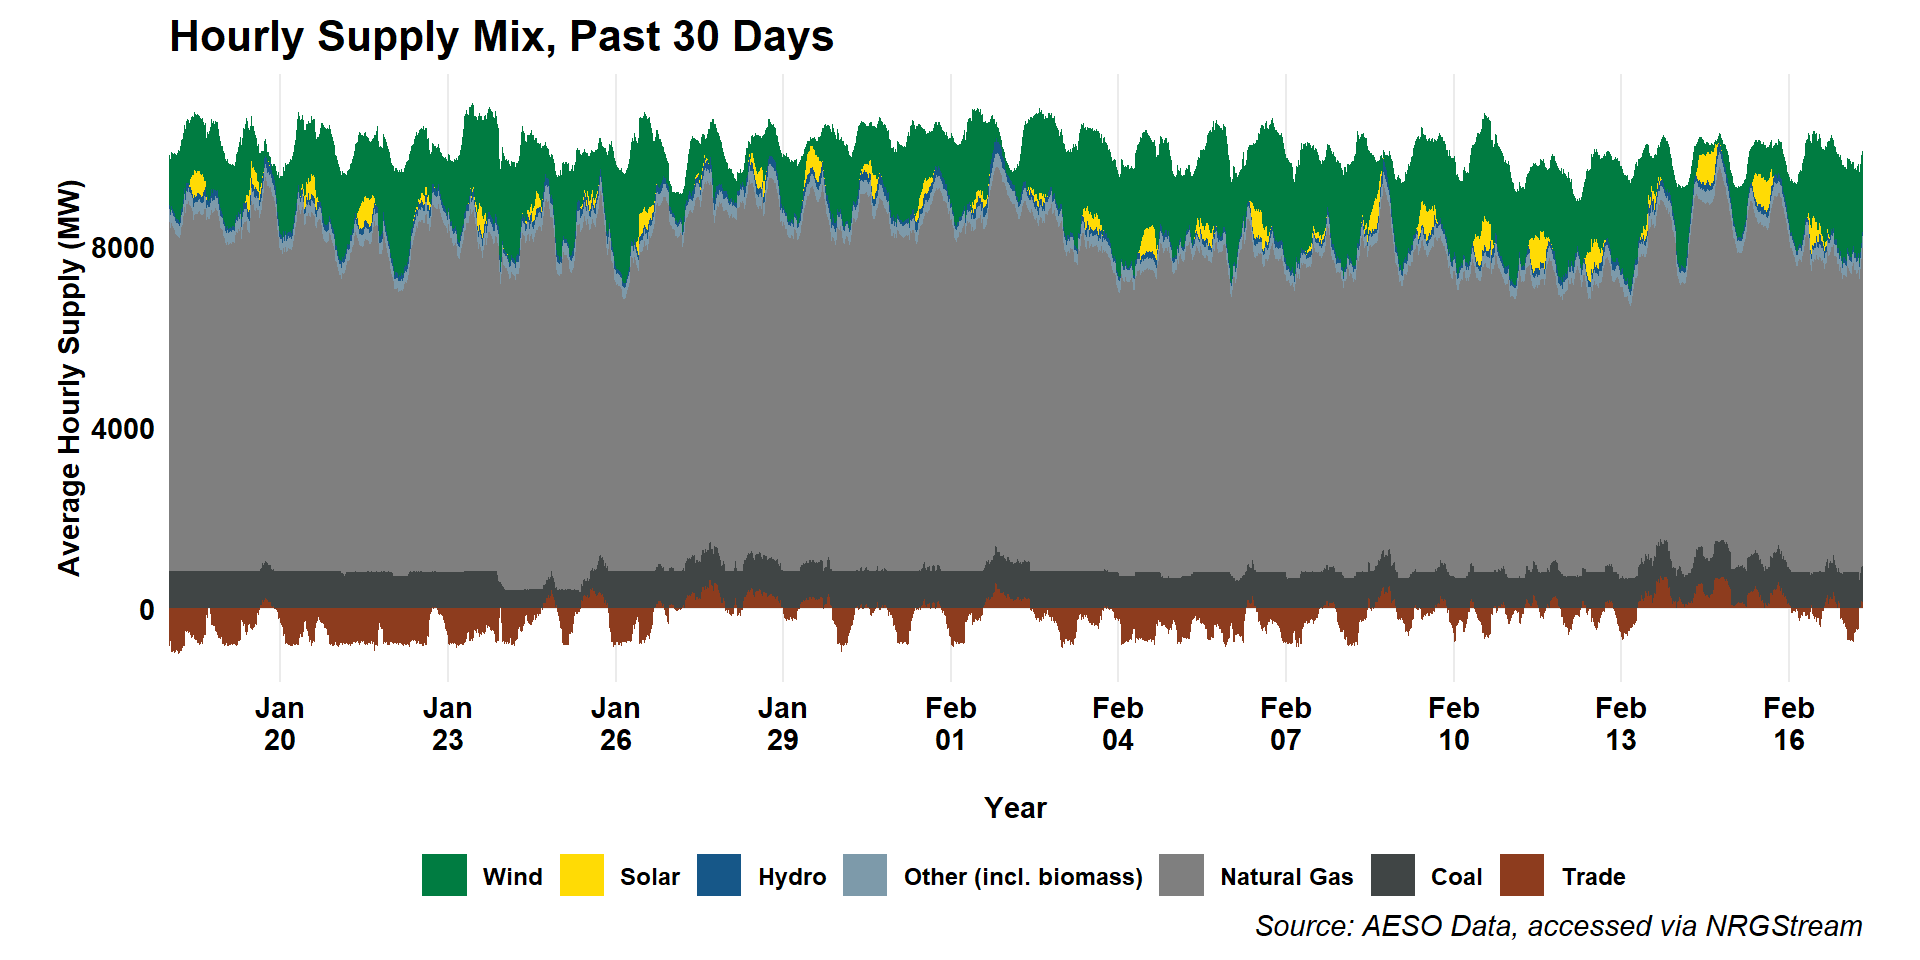 Hourly Supply Mix, Past 30 Days
Average Hourly Supply (MW)
8000
4000
0
Jan 20
Jan 23
Jan 26
Jan 29
Feb 01
Feb 04
Feb 07
Feb 10
Feb 13
Feb 16
Year
Wind Solar Hydro Other (incl. biomass) Natural Gas Coal Trade
Source: AESO Data, accessed via NRGStream